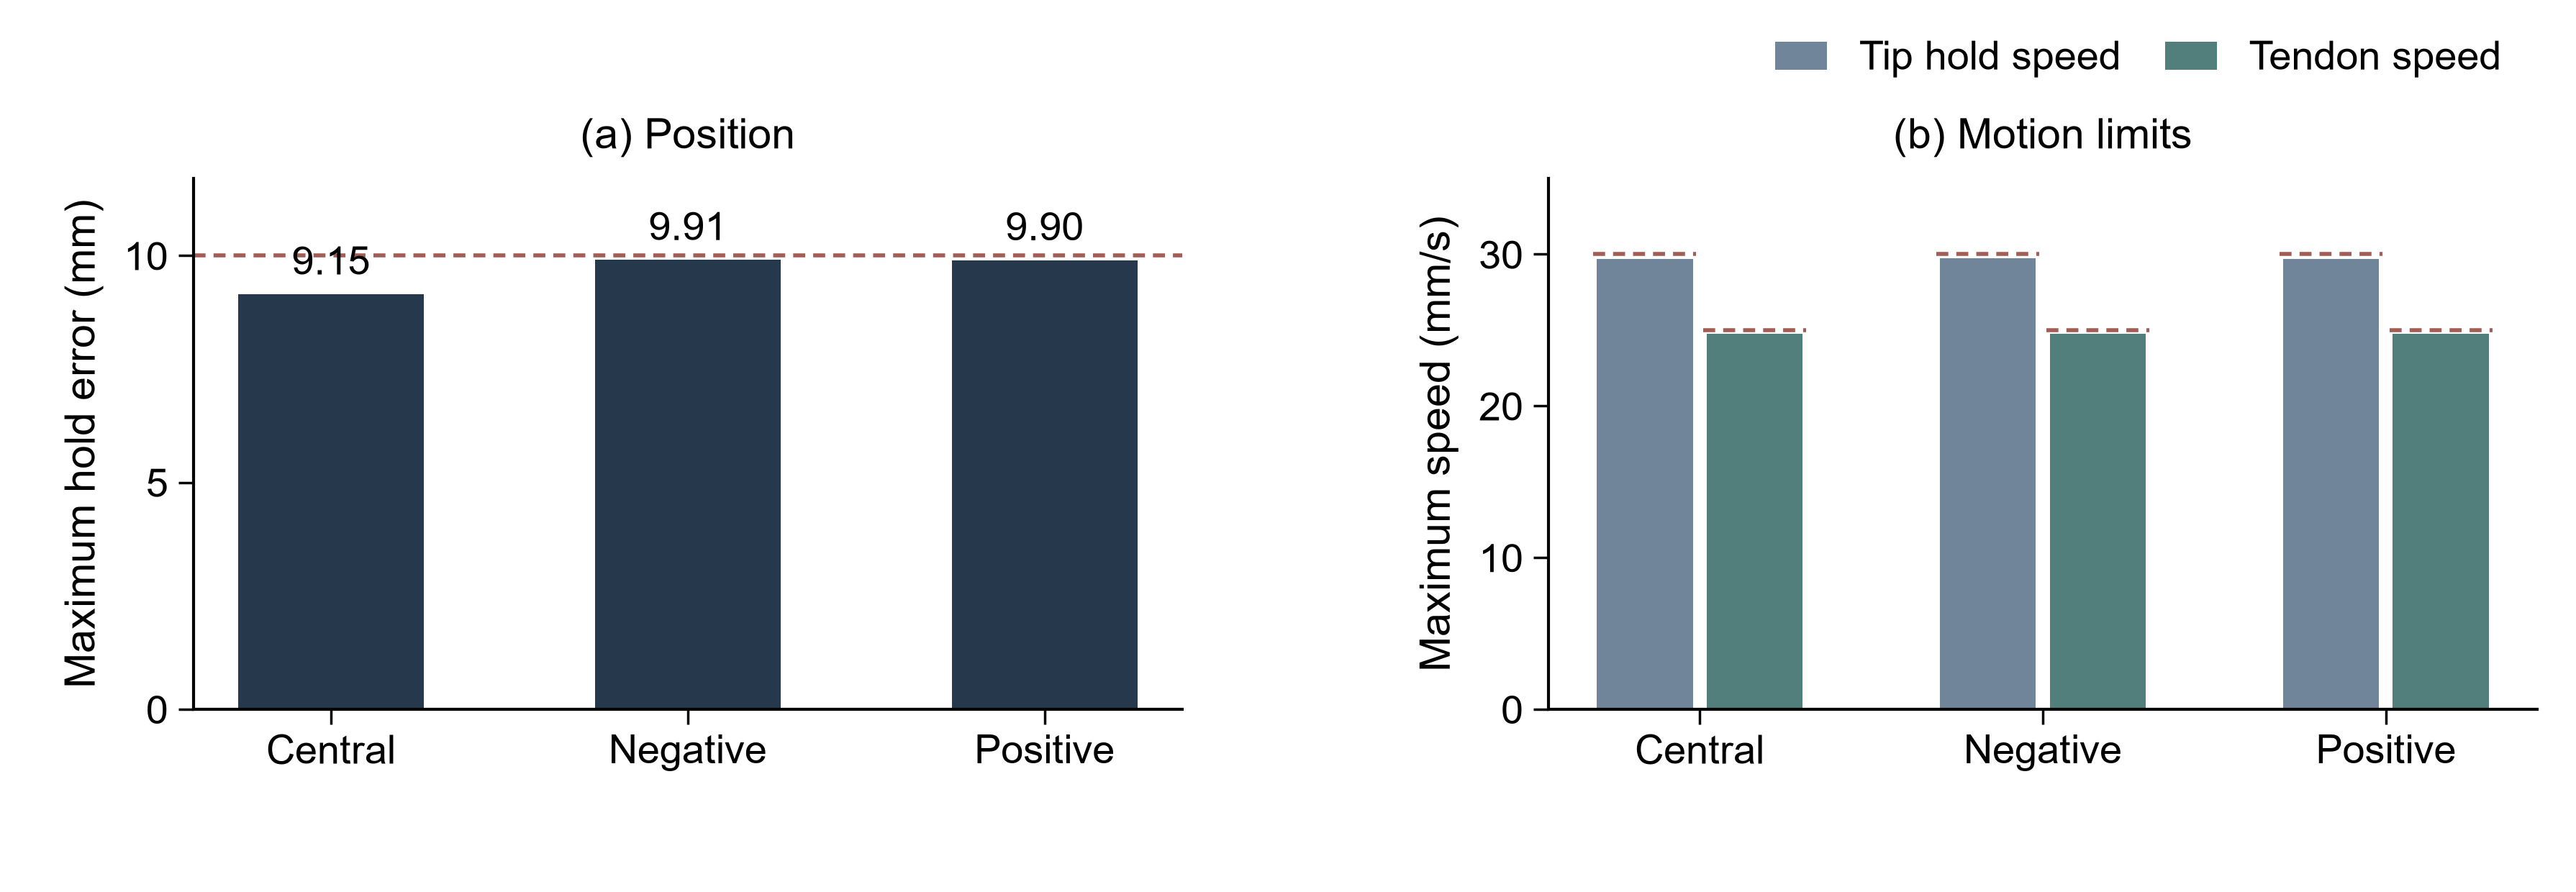 Tip hold speed Tendon speed
(a) Position
Maximum hold error (mm)
10
5
0
9.15
9.91
9.90
Central Negative Positive
(b) Motion limits
Maximum speed (mm/s)
30
20
10
0
Central Negative Positive